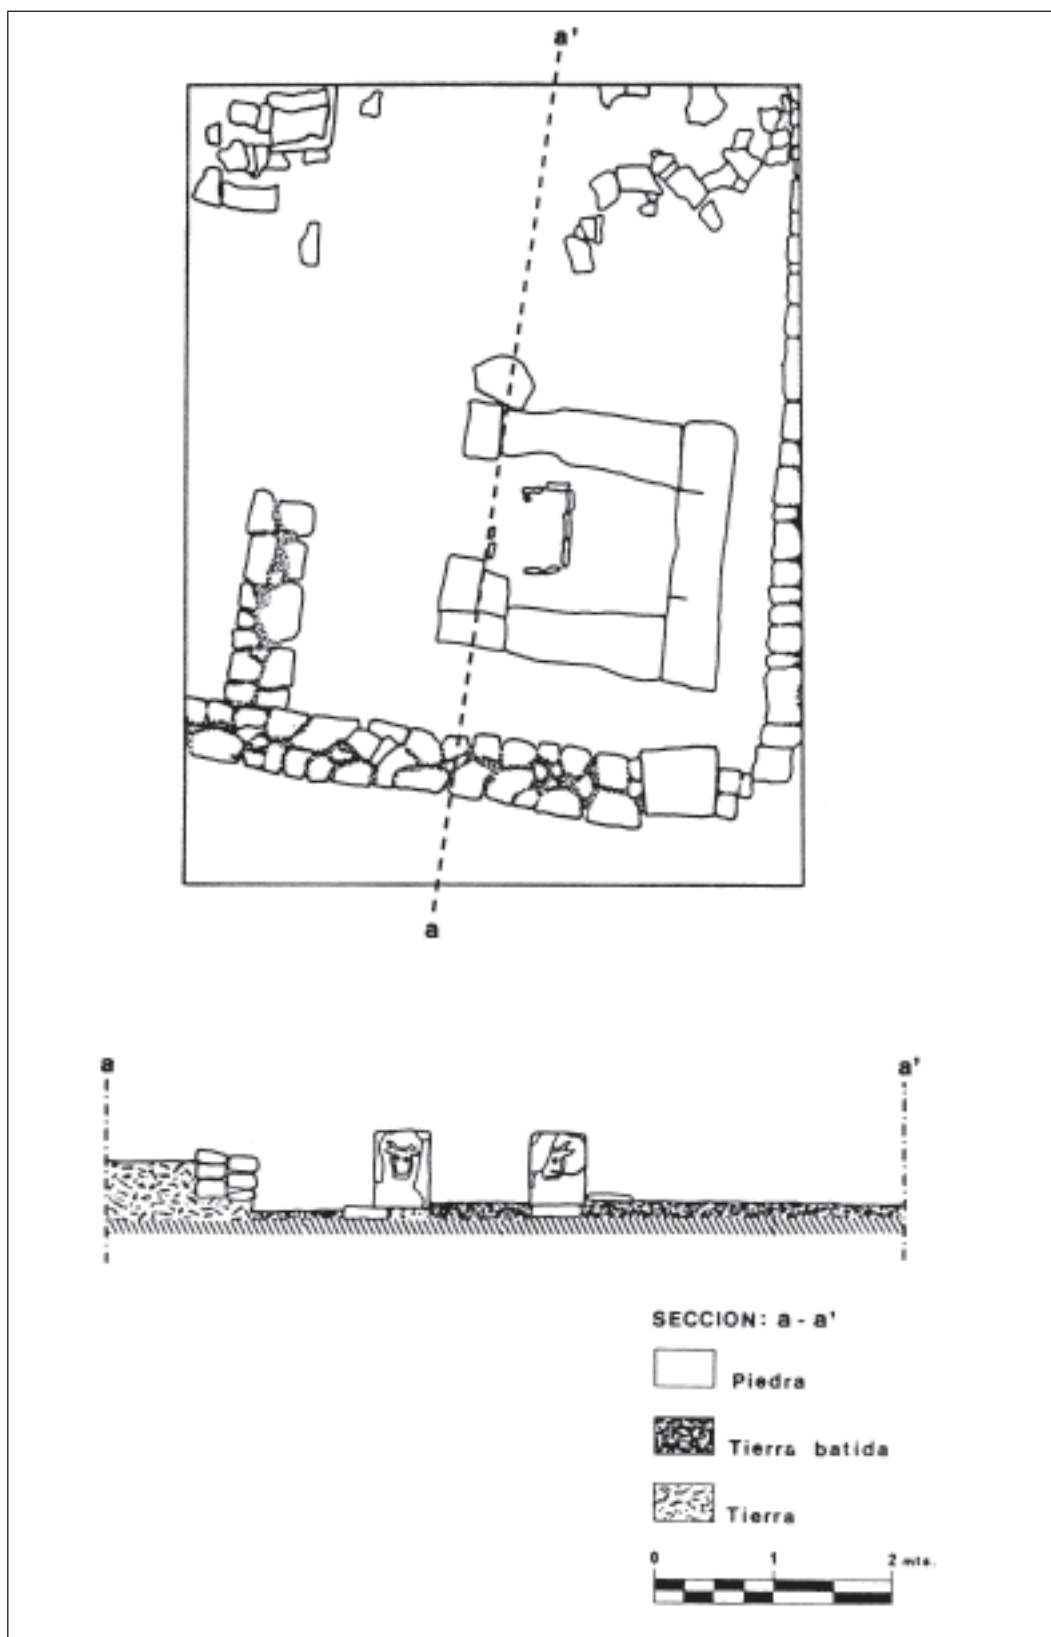 a'
a
a a'
SECCION: a - a'
Piedra
Tierra batida
Tierra
0 1 2 mts.